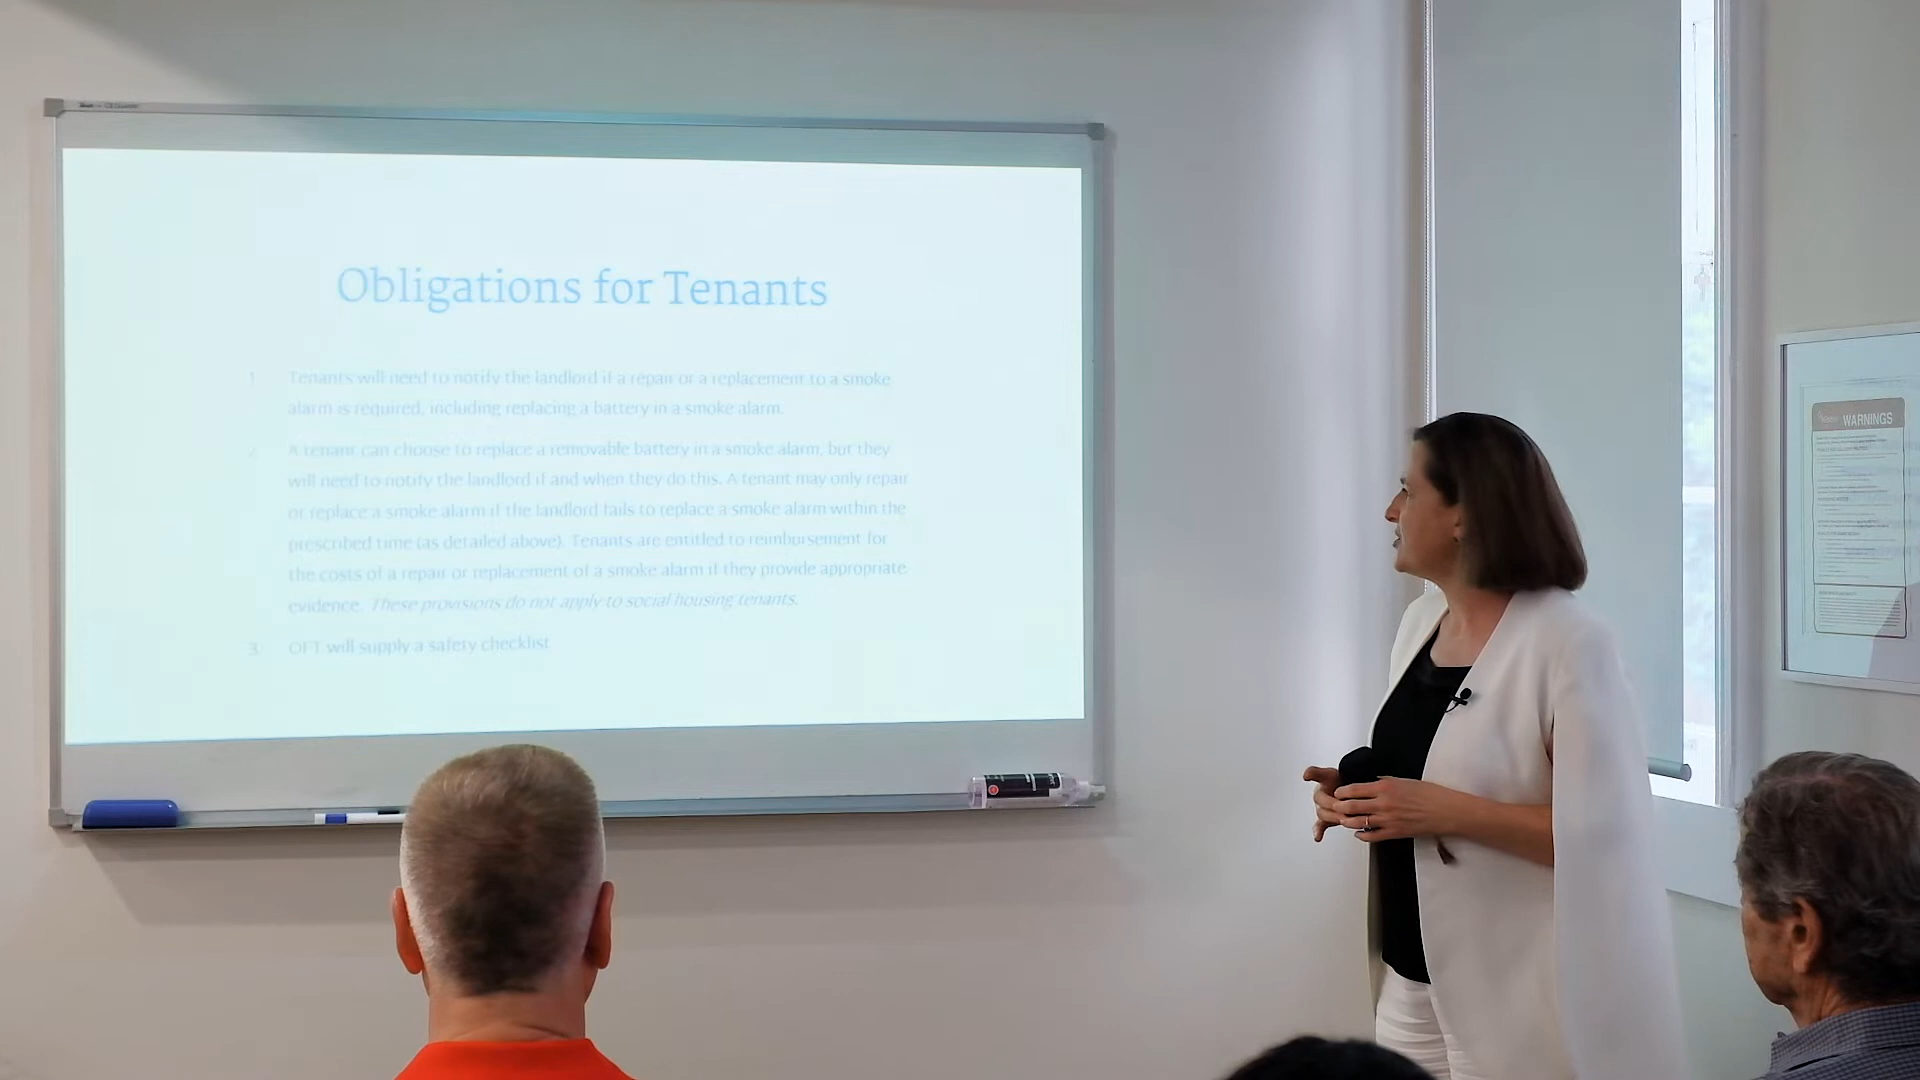 Obligations for Tenants
1. Tenants will need to notify the landlord if a repair or a replacement to a smoke
alarm is required, including replacing a battery in a smoke alarm.
2. A tenant can choose to replace a removable battery in a smoke alarm, but they
will need to notify the landlord if and when they do this. A tenant may only repair
or replace a smoke alarm if the landlord fails to replace a smoke alarm within the
prescribed time (as detailed above). Tenants are entitled to reimbursement for
the costs of a repair or replacement of a smoke alarm if they provide appropriate
evidence. These provisions do not apply to social housing tenants.
3. OFT will supply a safety checklist
WARNINGS